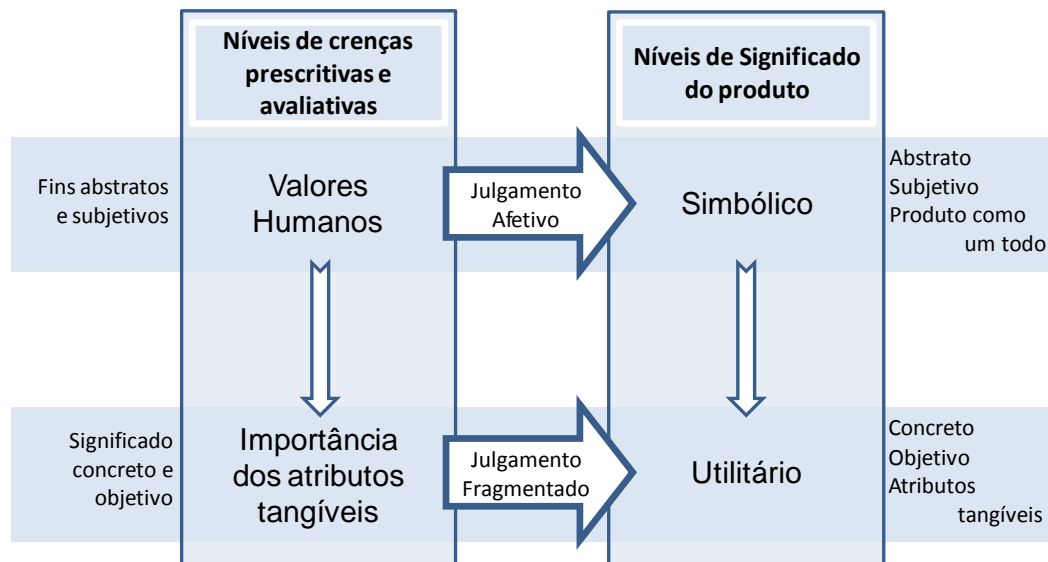 Níveis de crenças
prescritivas e
avaliativas
Níveis de Significado
do produto
Fins abstratos
e subjetivos
Valores
Humanos
Julgamento
Afetivo
Simbólico
Abstrato
Subjetivo
Produto como
um todo
Significado
concreto e
objetivo
Importância
dos atributos
tangíveis
Julgamento
Fragmentado
Utilitário
Concreto
Objetivo
Atributos
tangíveis